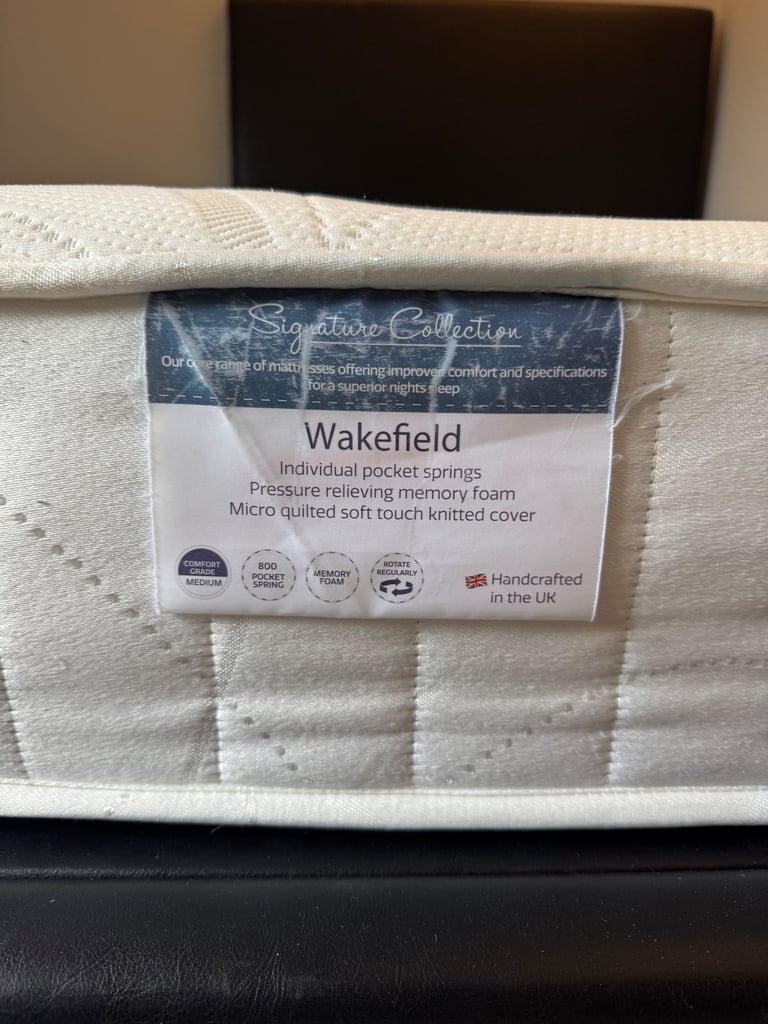 Signature Collection
Our core range of mattresses offering improved comfort and specifications
for a superior nights sleep
Wakefield
Individual pocket springs
Pressure relieving memory foam
Micro quilted soft touch knitted cover
COMFORT
GRADE
MEDIUM
800
POCKET
SPRING
MEMORY
FOAM
ROTATE
REGULARLY
Handcrafted
in the UK